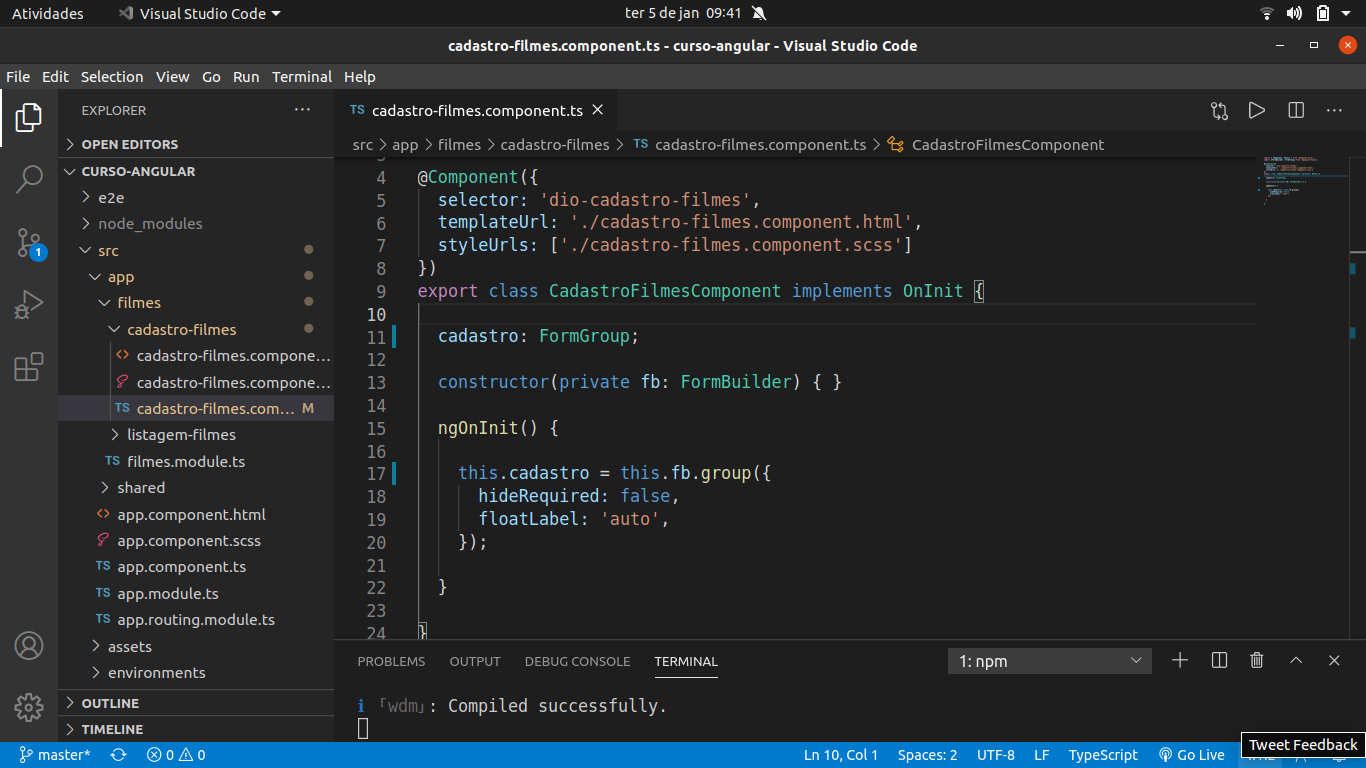 Atividades Visual Studio Code ter 5 de jan 09:41
cadastro-filmes.component.ts - curso-angular - Visual Studio Code
File Edit Selection View Go Run Terminal Help
EXPLORER
OPEN EDITORS
CURSO-ANGULAR
e2e
node_modules
src
app
filmes
cadastro-filmes
cadastro-filmes.compone...
cadastro-filmes.compone...
TS cadastro-filmes.com... M
listagem-filmes
TS filmes.module.ts
shared
app.component.html
app.component.scss
TS app.component.ts
TS app.module.ts
TS app.routing.module.ts
assets
environments
OUTLINE
TIMELINE
1
TS cadastro-filmes.component.ts
src > app > filmes > cadastro-filmes > TS cadastro-filmes.component.ts > CadastroFilmesComponent
3
4 @Component({
5 selector: 'dio-cadastro-filmes',
6 templateUrl: './cadastro-filmes.component.html',
7 styleUrls: ['./cadastro-filmes.component.scss']
8 })
9 export class CadastroFilmesComponent implements OnInit {
10
11 cadastro: FormGroup;
12
13 constructor(private fb: FormBuilder) { }
14
15 ngOnInit() {
16
17 this.cadastro = this.fb.group({
18 hideRequired: false,
19 floatLabel: 'auto',
20 });
21
22 }
23
24 }
PROBLEMS OUTPUT DEBUG CONSOLE TERMINAL 1: npm
i 「wdm」: Compiled successfully.
master* 0 0 Ln 10, Col 1 Spaces: 2 UTF-8 LF TypeScript Go Live
Tweet Feedback